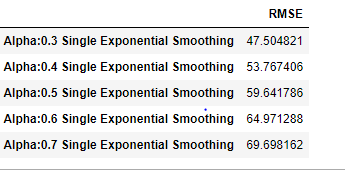 RMSE
Alpha:0.3 Single Exponential Smoothing 47.504821
Alpha:0.4 Single Exponential Smoothing 53.767406
Alpha:0.5 Single Exponential Smoothing 59.641786
Alpha:0.6 Single Exponential Smoothing 64.971288
Alpha:0.7 Single Exponential Smoothing 69.698162